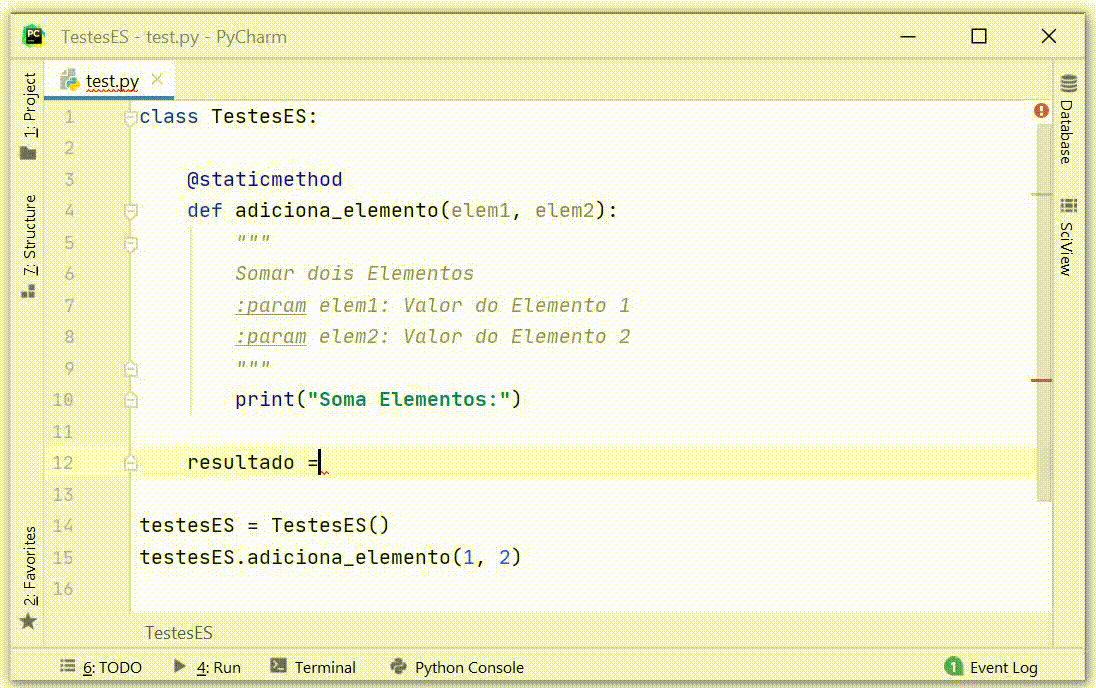 TestesES - test.py - PyCharm
test.py
1: Project
7: Structure
2: Favorites
Database
SciView
1 class TestesES:
2
3 @staticmethod
4 def adiciona_elemento(elem1, elem2):
5 """
6 Somar dois Elementos
7 :param elem1: Valor do Elemento 1
8 :param elem2: Valor do Elemento 2
9 """
10 print("Soma Elementos:")
11
12 resultado =
13
14 testesES = TestesES()
15 testesES.adiciona_elemento(1, 2)
16
TestesES
6: TODO 4: Run Terminal Python Console 1 Event Log